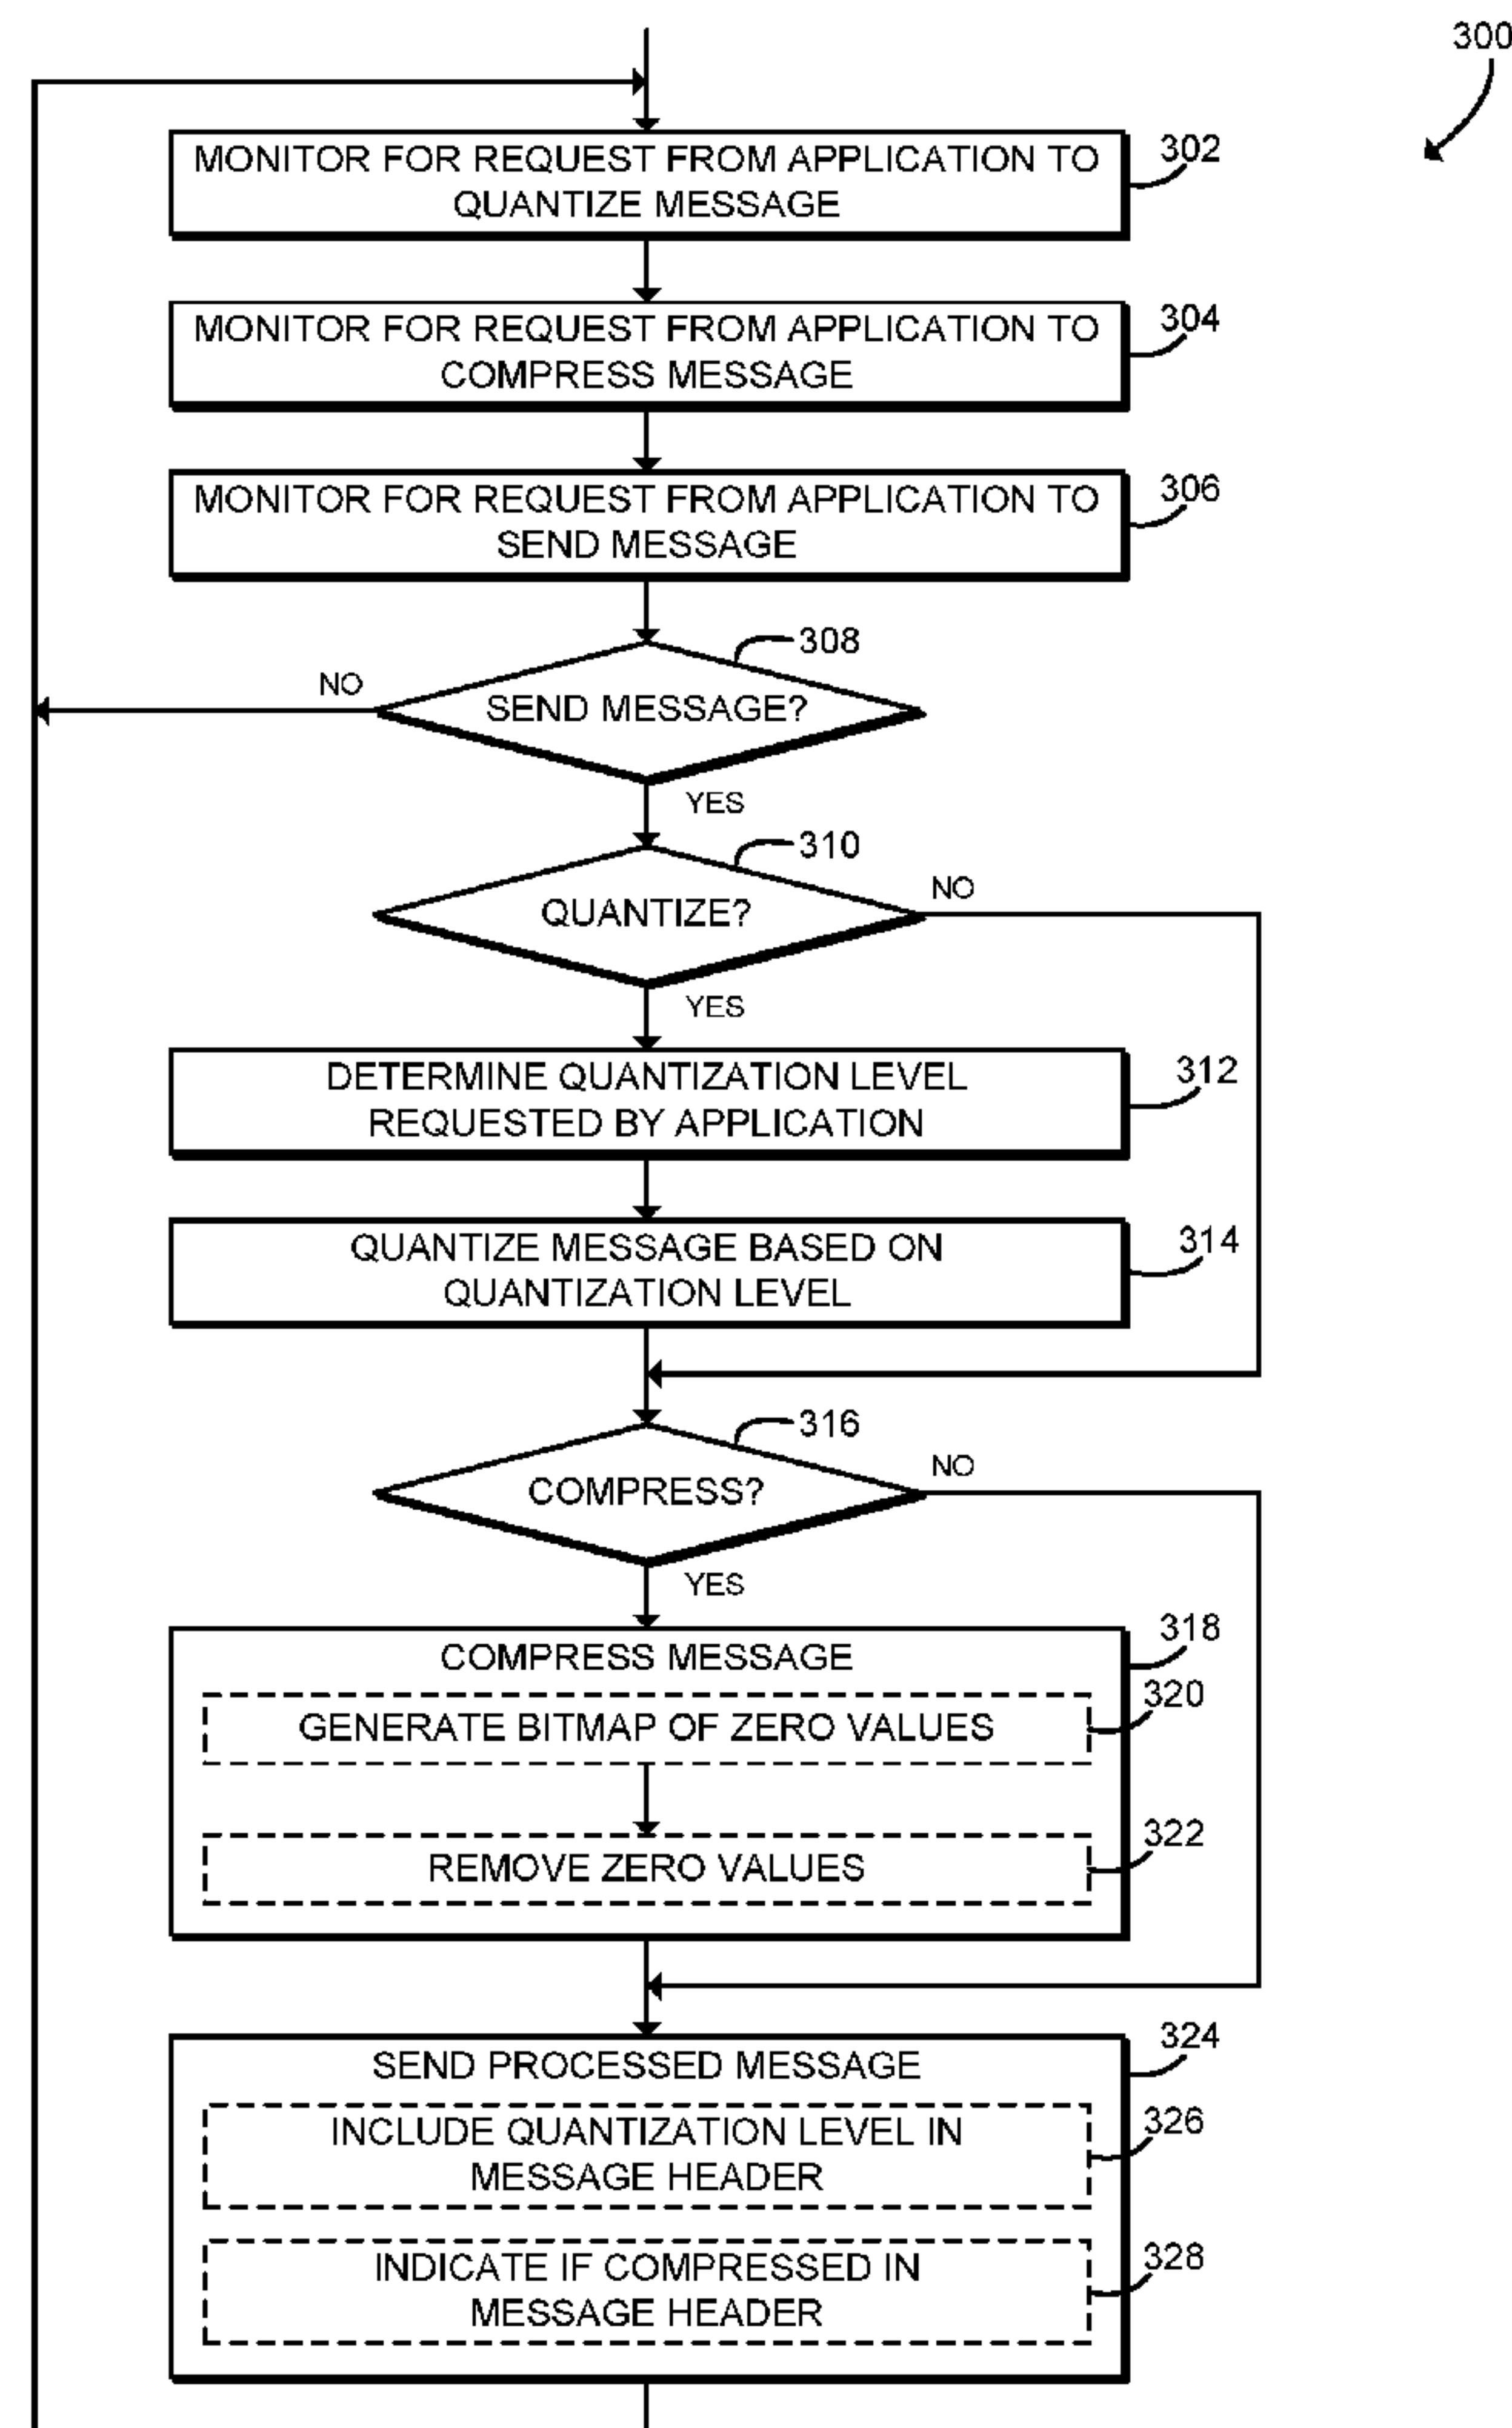 300
MONITOR FOR REQUEST FROM APPLICATION TO
QUANTIZE MESSAGE
302
MONITOR FOR REQUEST FROM APPLICATION TO
COMPRESS MESSAGE
304
MONITOR FOR REQUEST FROM APPLICATION TO
SEND MESSAGE
306
308
NO
SEND MESSAGE?
YES
310
NO
QUANTIZE?
YES
DETERMINE QUANTIZATION LEVEL
REQUESTED BY APPLICATION
312
QUANTIZE MESSAGE BASED ON
QUANTIZATION LEVEL
314
316
NO
COMPRESS?
YES
COMPRESS MESSAGE
318
GENERATE BITMAP OF ZERO VALUES
320
REMOVE ZERO VALUES
322
SEND PROCESSED MESSAGE
324
INCLUDE QUANTIZATION LEVEL IN
MESSAGE HEADER
326
INDICATE IF COMPRESSED IN
MESSAGE HEADER
328